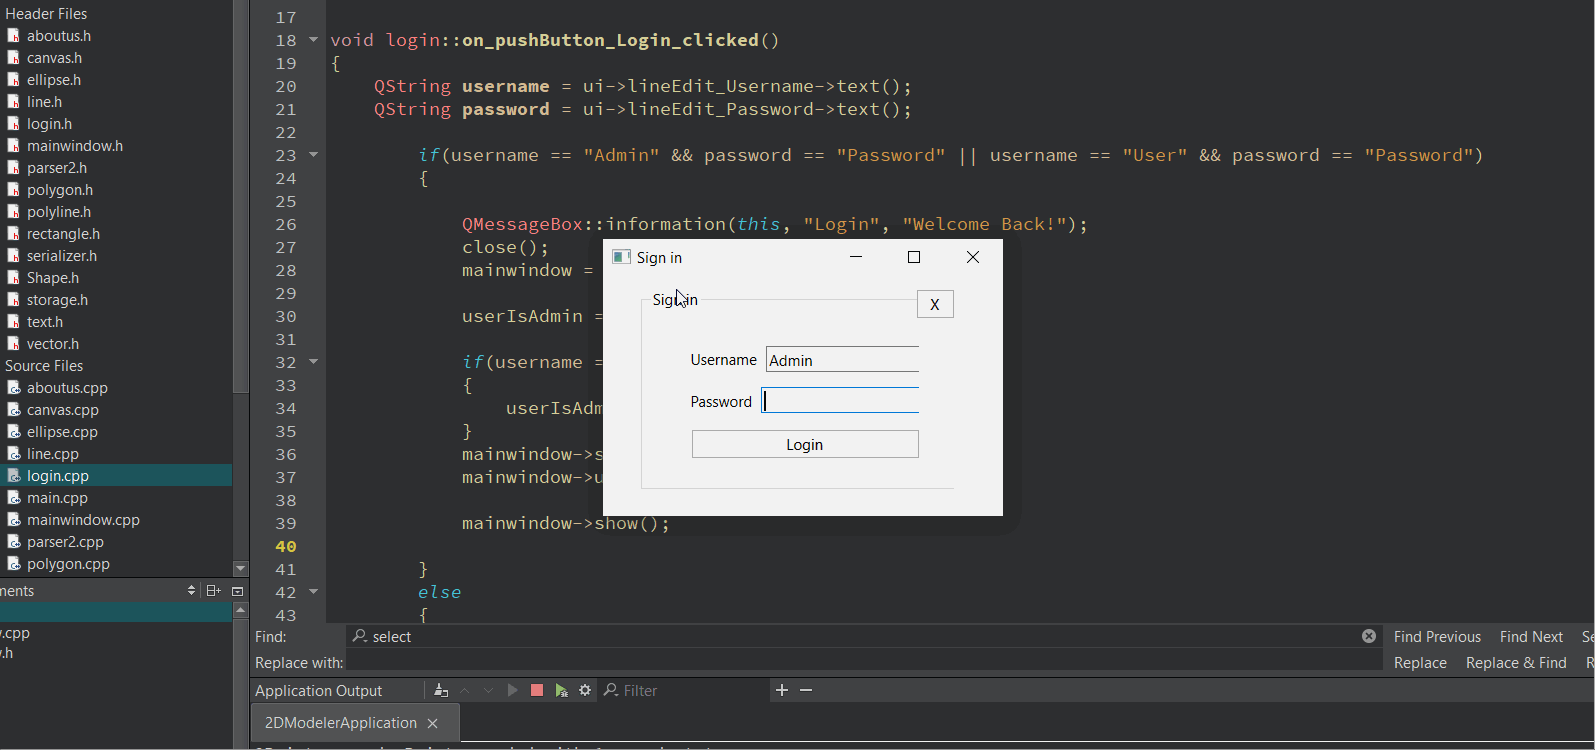 Header Files
aboutus.h
canvas.h
ellipse.h
line.h
login.h
mainwindow.h
parser2.h
polygon.h
polyline.h
rectangle.h
serializer.h
Shape.h
storage.h
text.h
vector.h
Source Files
aboutus.cpp
canvas.cpp
ellipse.cpp
line.cpp
login.cpp
main.cpp
mainwindow.cpp
parser2.cpp
polygon.cpp
ments
.cpp
.h
17
18 void login::on_pushButton_Login_clicked()
19 {
20 QString username = ui->lineEdit_Username->text();
21 QString password = ui->lineEdit_Password->text();
22
23 if(username == "Admin" && password == "Password" || username == "User" && password == "Password")
24 {
25
26 QMessageBox::information(this, "Login", "Welcome Back!");
27 close();
28 mainwindow =
29
30 userIsAdmin =
31
32 if(username =
33 {
34 userIsAdm
35 }
36 mainwindow->s
37 mainwindow->u
38
39 mainwindow->show();
40
41 }
42 else
43 {
Sign in
Sign in
X
Username Admin
Password
Login
Find: select
Find Previous Find Next Se
Replace with:
Replace Replace & Find R
Application Output Filter
2DModelerApplication